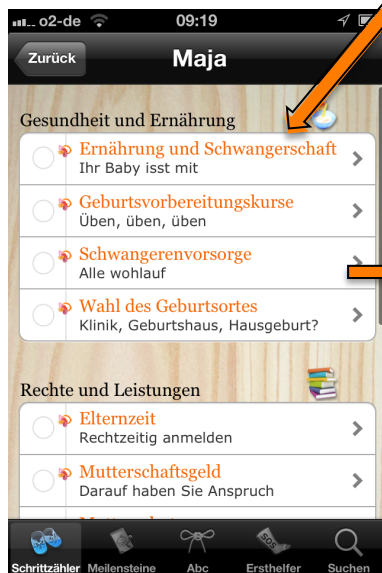 o2-de 09:19
Zurück Maja
Gesundheit und Ernährung
Ernährung und Schwangerschaft
Ihr Baby isst mit
Geburtsvorbereitungskurse
Üben, üben, üben
Schwangerenvorsorge
Alle wohlauf
Wahl des Geburtsortes
Klinik, Geburtshaus, Hausgeburt?
Rechte und Leistungen
Elternzeit
Rechtzeitig anmelden
Mutterschaftsgeld
Darauf haben Sie Anspruch
SOS
Schrittzähler Meilensteine Abc Ersthelfer Suchen